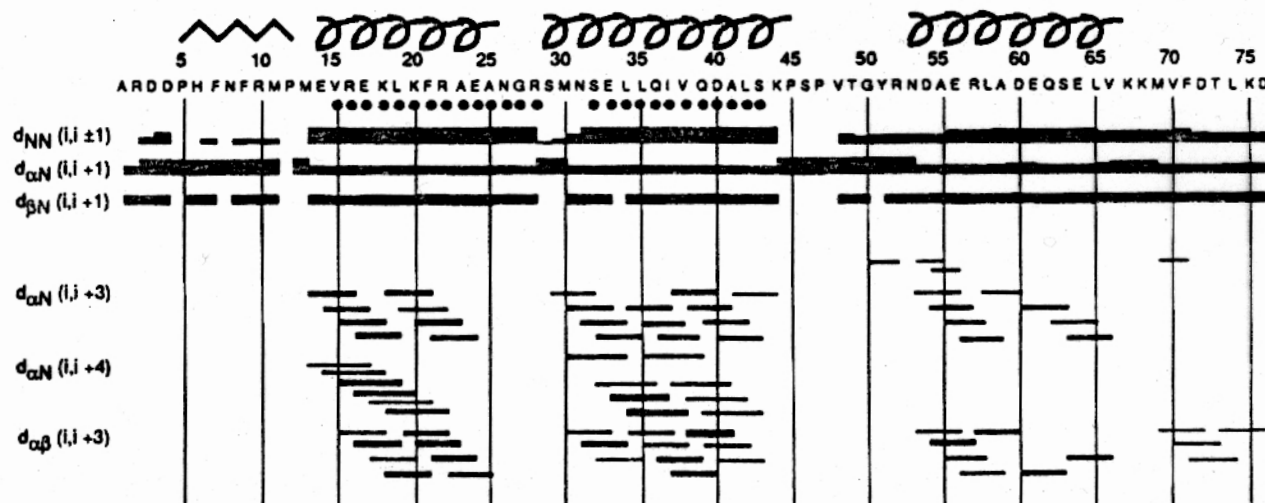 5 10 15 20 25 30 35 40 45 50 55 60 65 70 75
A R D D P H F N F R M P M E V R E K L K F R A E A N G R S M N S E L L Q I V Q D A L S K P S P V T G Y R N D A E R L A D E Q S E L V K K M V F D T L K D
dNN (i,i ±1)
dαN (i,i +1)
dβN (i,i +1)
dαN (i,i +3)
dαN (i,i +4)
dαβ (i,i +3)